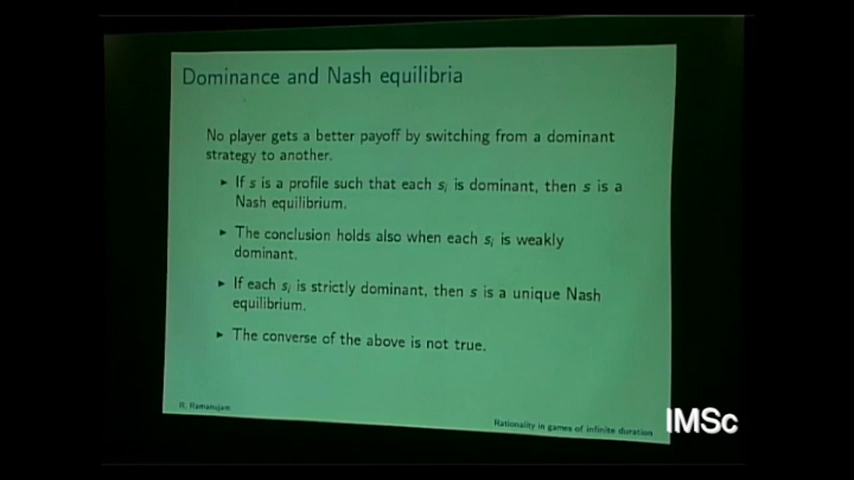 Dominance and Nash equilibria
No player gets a better payoff by switching from a dominant
strategy to another.
▶ If s is a profile such that each sᵢ is dominant, then s is a
Nash equilibrium.
▶ The conclusion holds also when each sᵢ is weakly
dominant.
▶ If each sᵢ is strictly dominant, then s is a unique Nash
equilibrium.
▶ The converse of the above is not true.
R. Ramanujam
Rationality in games of infinite duration
IMSc